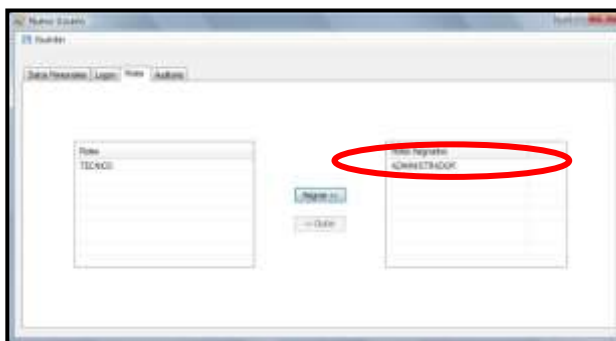 Nuevo Usuario
Guardar
Datos Personales Login Roles Auditoria
Roles
TECNICO
Roles Asignados
ADMINISTRADOR
Asignar >>
<< Quitar